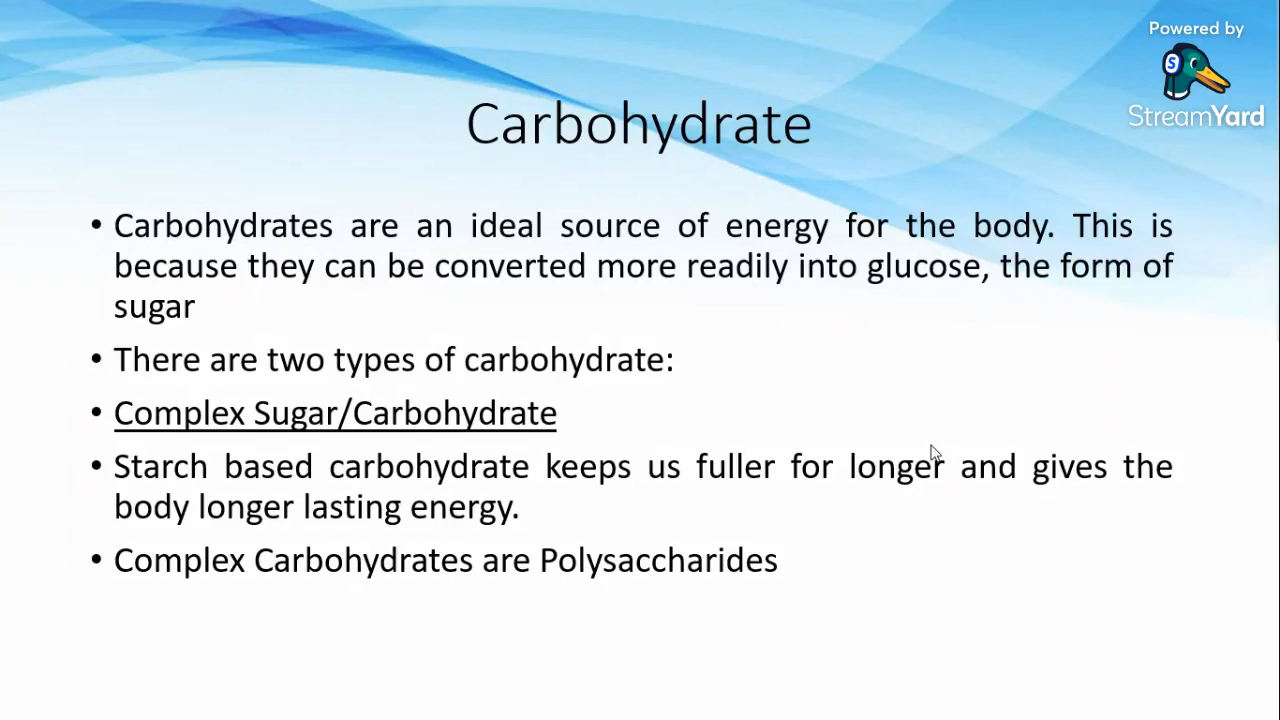 Powered by
S
StreamYard
Carbohydrate
• Carbohydrates are an ideal source of energy for the body. This is
because they can be converted more readily into glucose, the form of
sugar
• There are two types of carbohydrate:
• Complex Sugar/Carbohydrate
• Starch based carbohydrate keeps us fuller for longer and gives the
body longer lasting energy.
• Complex Carbohydrates are Polysaccharides